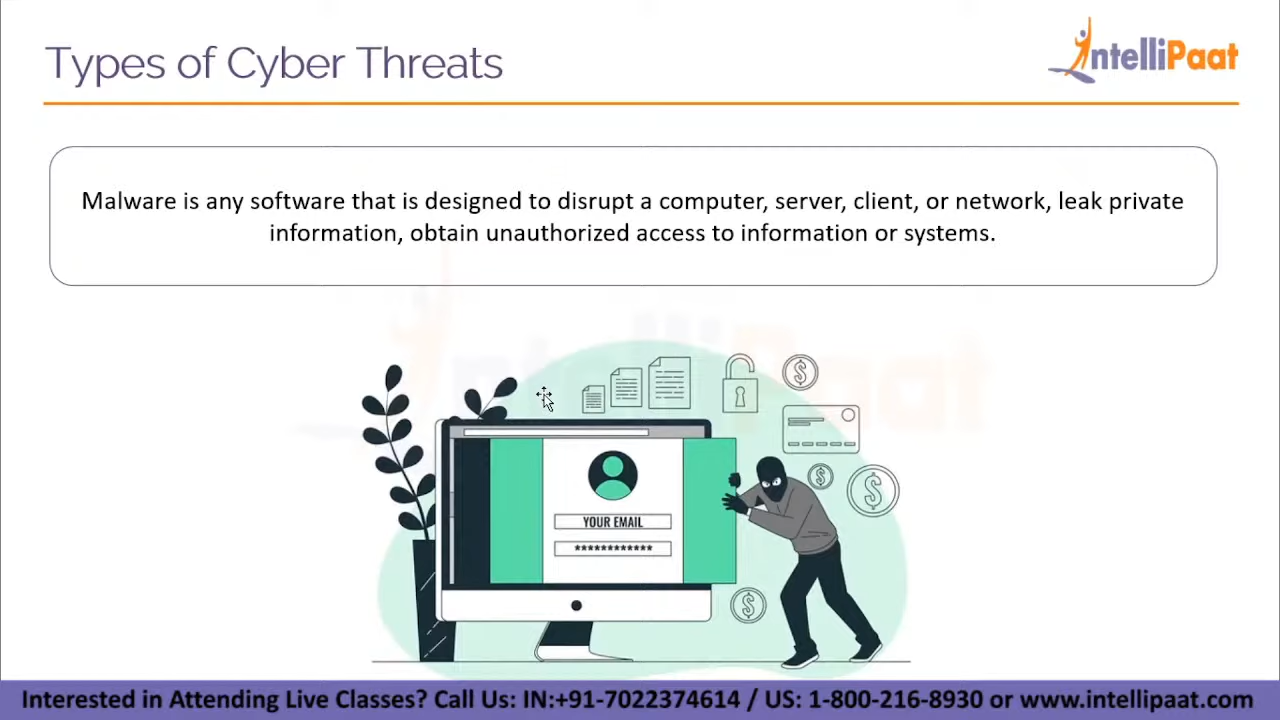 Types of Cyber Threats
IntelliPaat
Malware is any software that is designed to disrupt a computer, server, client, or network, leak private
information, obtain unauthorized access to information or systems.
IntelliPaat
YOUR EMAIL
************
Interested in Attending Live Classes? Call Us: IN:+91-7022374614 / US: 1-800-216-8930 or www.intellipaat.com